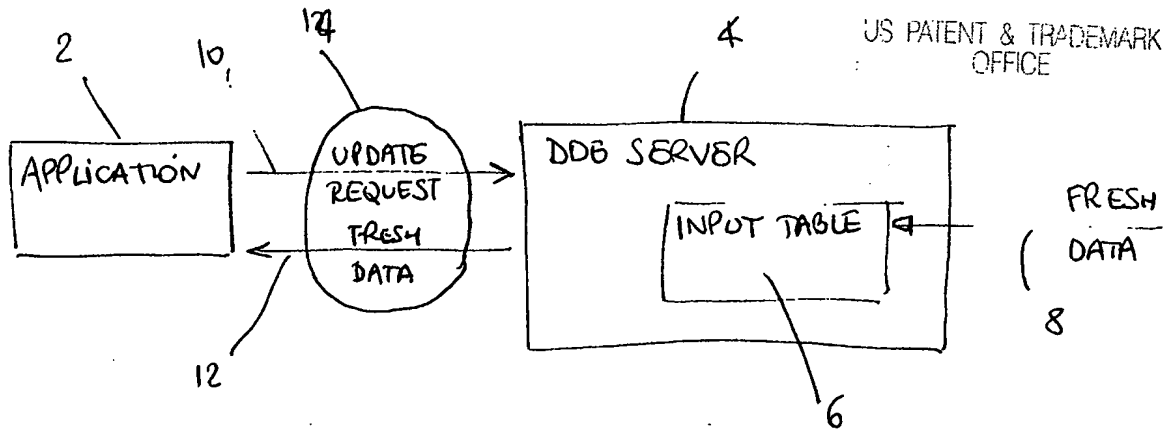 US PATENT & TRADEMARK
OFFICE
2
10
14
4
APPLICATION
UPDATE
REQUEST
FRESH
DATA
DDE SERVER
INPUT TABLE
FRESH
DATA
8
12
6